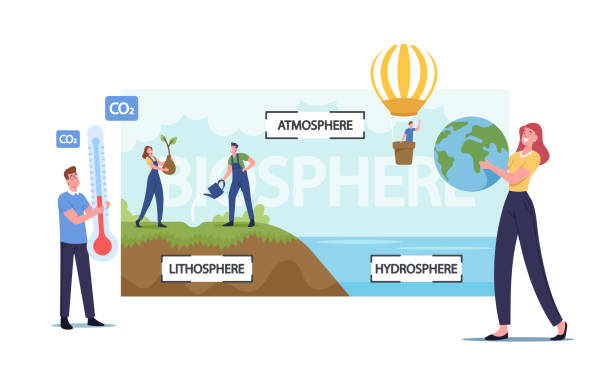 CO₂
CO₂
ATMOSPHERE
BIOSPHERE
LITHOSPHERE
HYDROSPHERE